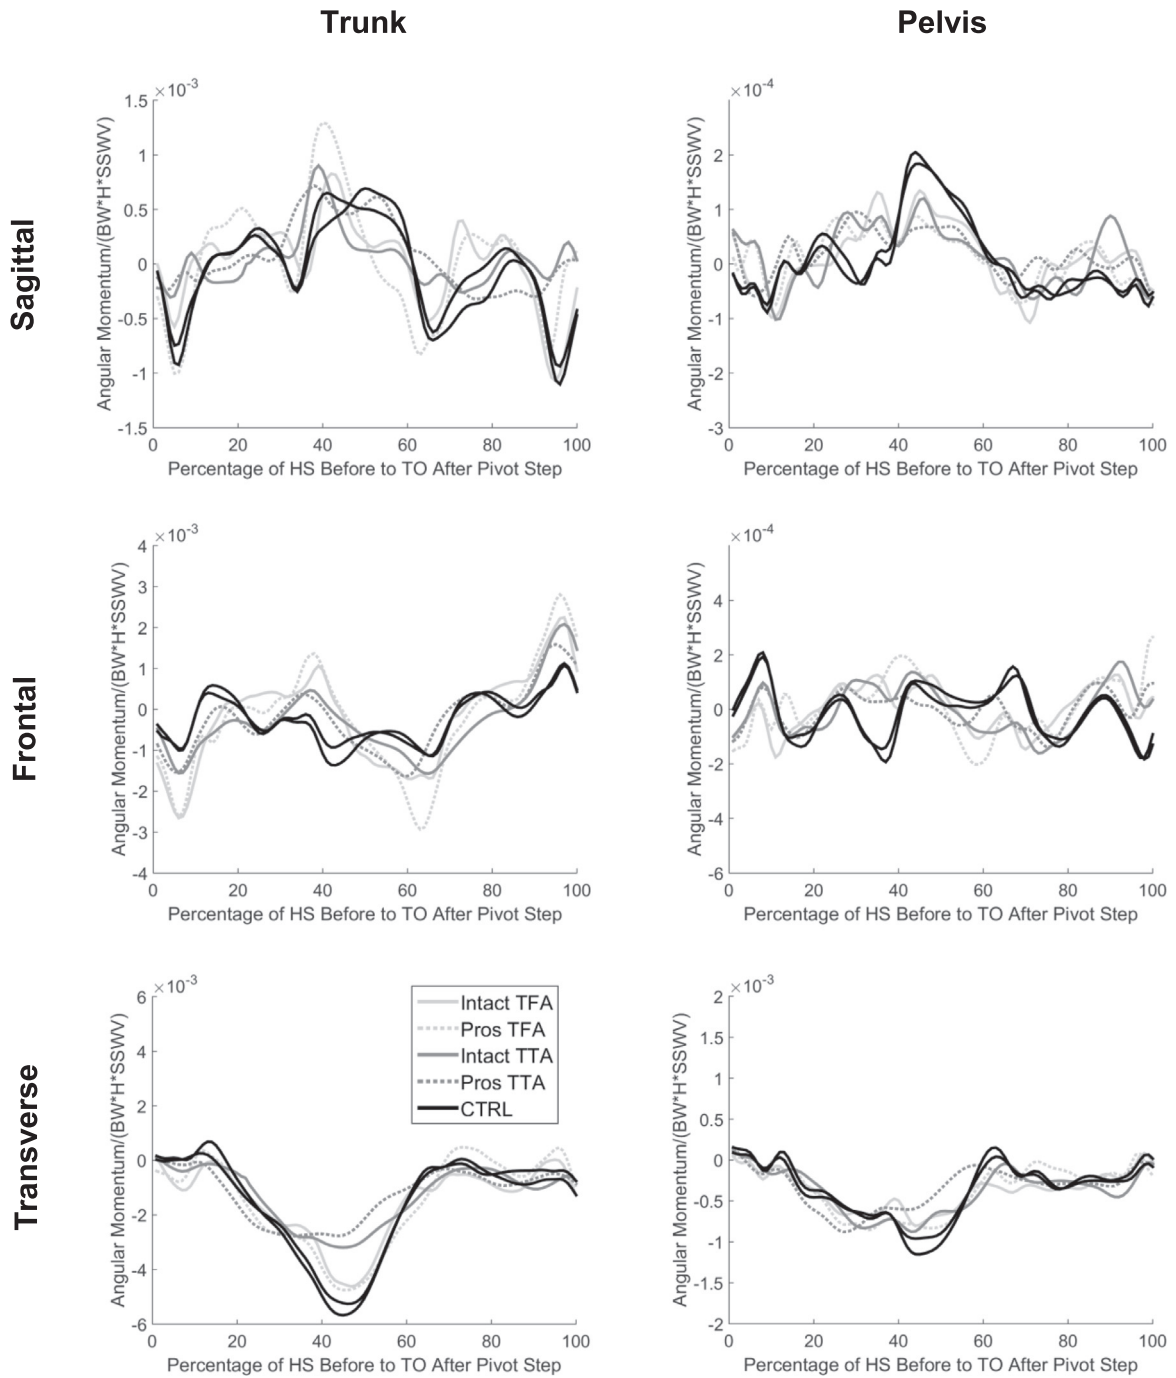 Trunk
Pelvis
Sagittal
×10⁻³
1.5
1
0.5
0
-0.5
-1
-1.5
Angular Momentum/(BW*H*SSWV)
0 20 40 60 80 100
Percentage of HS Before to TO After Pivot Step
×10⁻⁴
2
1
0
-1
-2
-3
Angular Momentum/(BW*H*SSWV)
0 20 40 60 80 100
Percentage of HS Before to TO After Pivot Step
Frontal
×10⁻³
4
3
2
1
0
-1
-2
-3
-4
Angular Momentum/(BW*H*SSWV)
0 20 40 60 80 100
Percentage of HS Before to TO After Pivot Step
×10⁻⁴
4
2
0
-2
-4
-6
Angular Momentum/(BW*H*SSWV)
0 20 40 60 80 100
Percentage of HS Before to TO After Pivot Step
Transverse
×10⁻³
6
4
2
0
-2
-4
-6
Angular Momentum/(BW*H*SSWV)
Intact TFA
Pros TFA
Intact TTA
Pros TTA
CTRL
0 20 40 60 80 100
Percentage of HS Before to TO After Pivot Step
×10⁻³
2
1.5
1
0.5
0
-0.5
-1
-1.5
-2
Angular Momentum/(BW*H*SSWV)
0 20 40 60 80 100
Percentage of HS Before to TO After Pivot Step